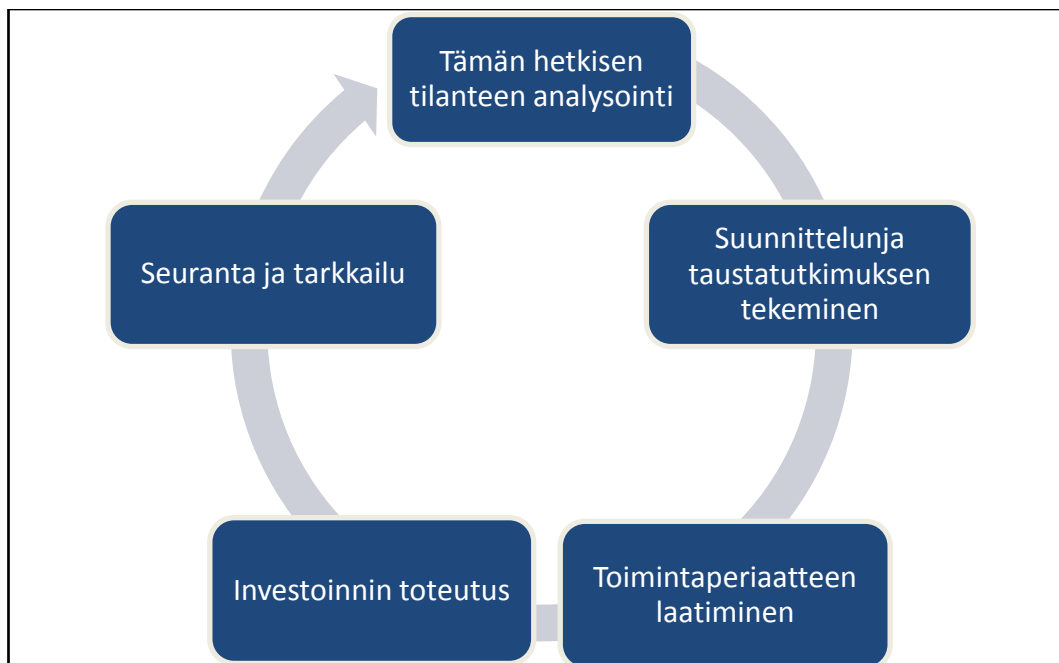 Tämän hetkisen
tilanteen analysointi
Suunnittelunja
taustatutkimuksen
tekeminen
Toimintaperiaatteen
laatiminen
Investoinnin toteutus
Seuranta ja tarkkailu